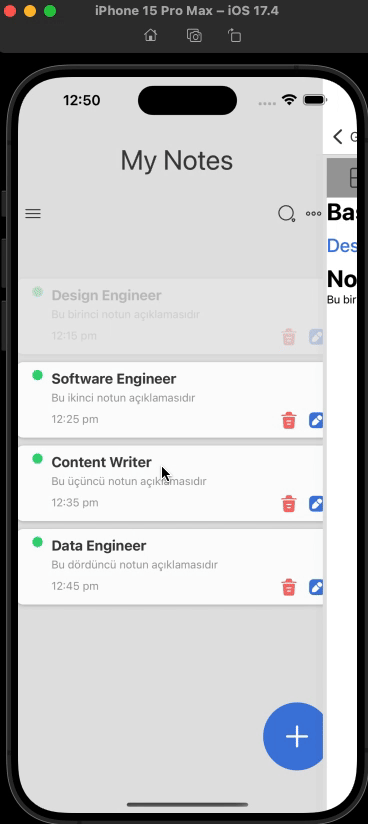 iPhone 15 Pro Max – iOS 17.4
12:50
My Notes
Design Engineer
Bu birinci notun açıklamasıdır
12:15 pm
Software Engineer
Bu ikinci notun açıklamasıdır
12:25 pm
Content Writer
Bu üçüncü notun açıklamasıdır
12:35 pm
Data Engineer
Bu dördüncü notun açıklamasıdır
12:45 pm
G
Bas
Des
No
Bu bir